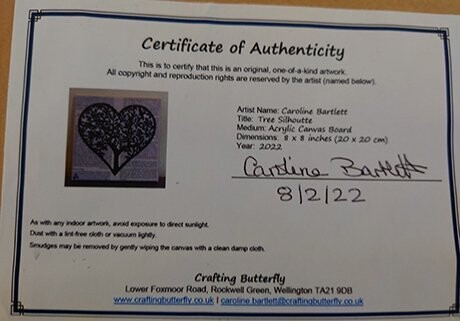 Certificate of Authenticity
This is to certify that this is an original, one-of-a-kind artwork.
All copyright and reproduction rights are reserved by the artist (named below).
Artist Name: Caroline Bartlett
Title: Tree Silhoutte
Medium: Acrylic Canvas Board
Dimensions: 8 x 8 inches (20 x 20 cm)
Year: 2022
Caroline Bartlett
8/2/22
As with any indoor artwork, avoid exposure to direct sunlight.
Dust with a lint-free cloth or vacuum lightly.
Smudges may be removed by gently wiping the canvas with a clean damp cloth.
Crafting Butterfly
Lower Foxmoor Road, Rockwell Green, Wellington TA21 9DB
www.craftingbutterfly.co.uk | caroline.bartlett@craftingbutterfly.co.uk